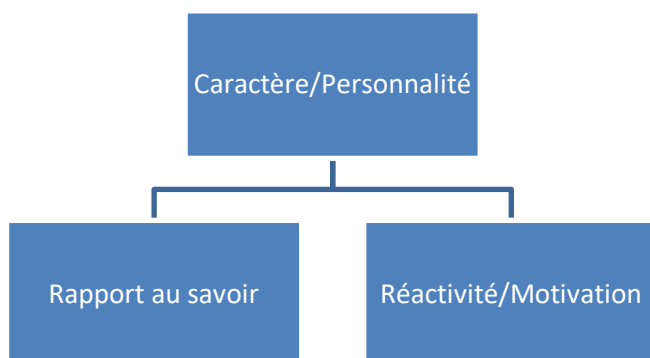 Caractère/Personnalité
Rapport au savoir
Réactivité/Motivation